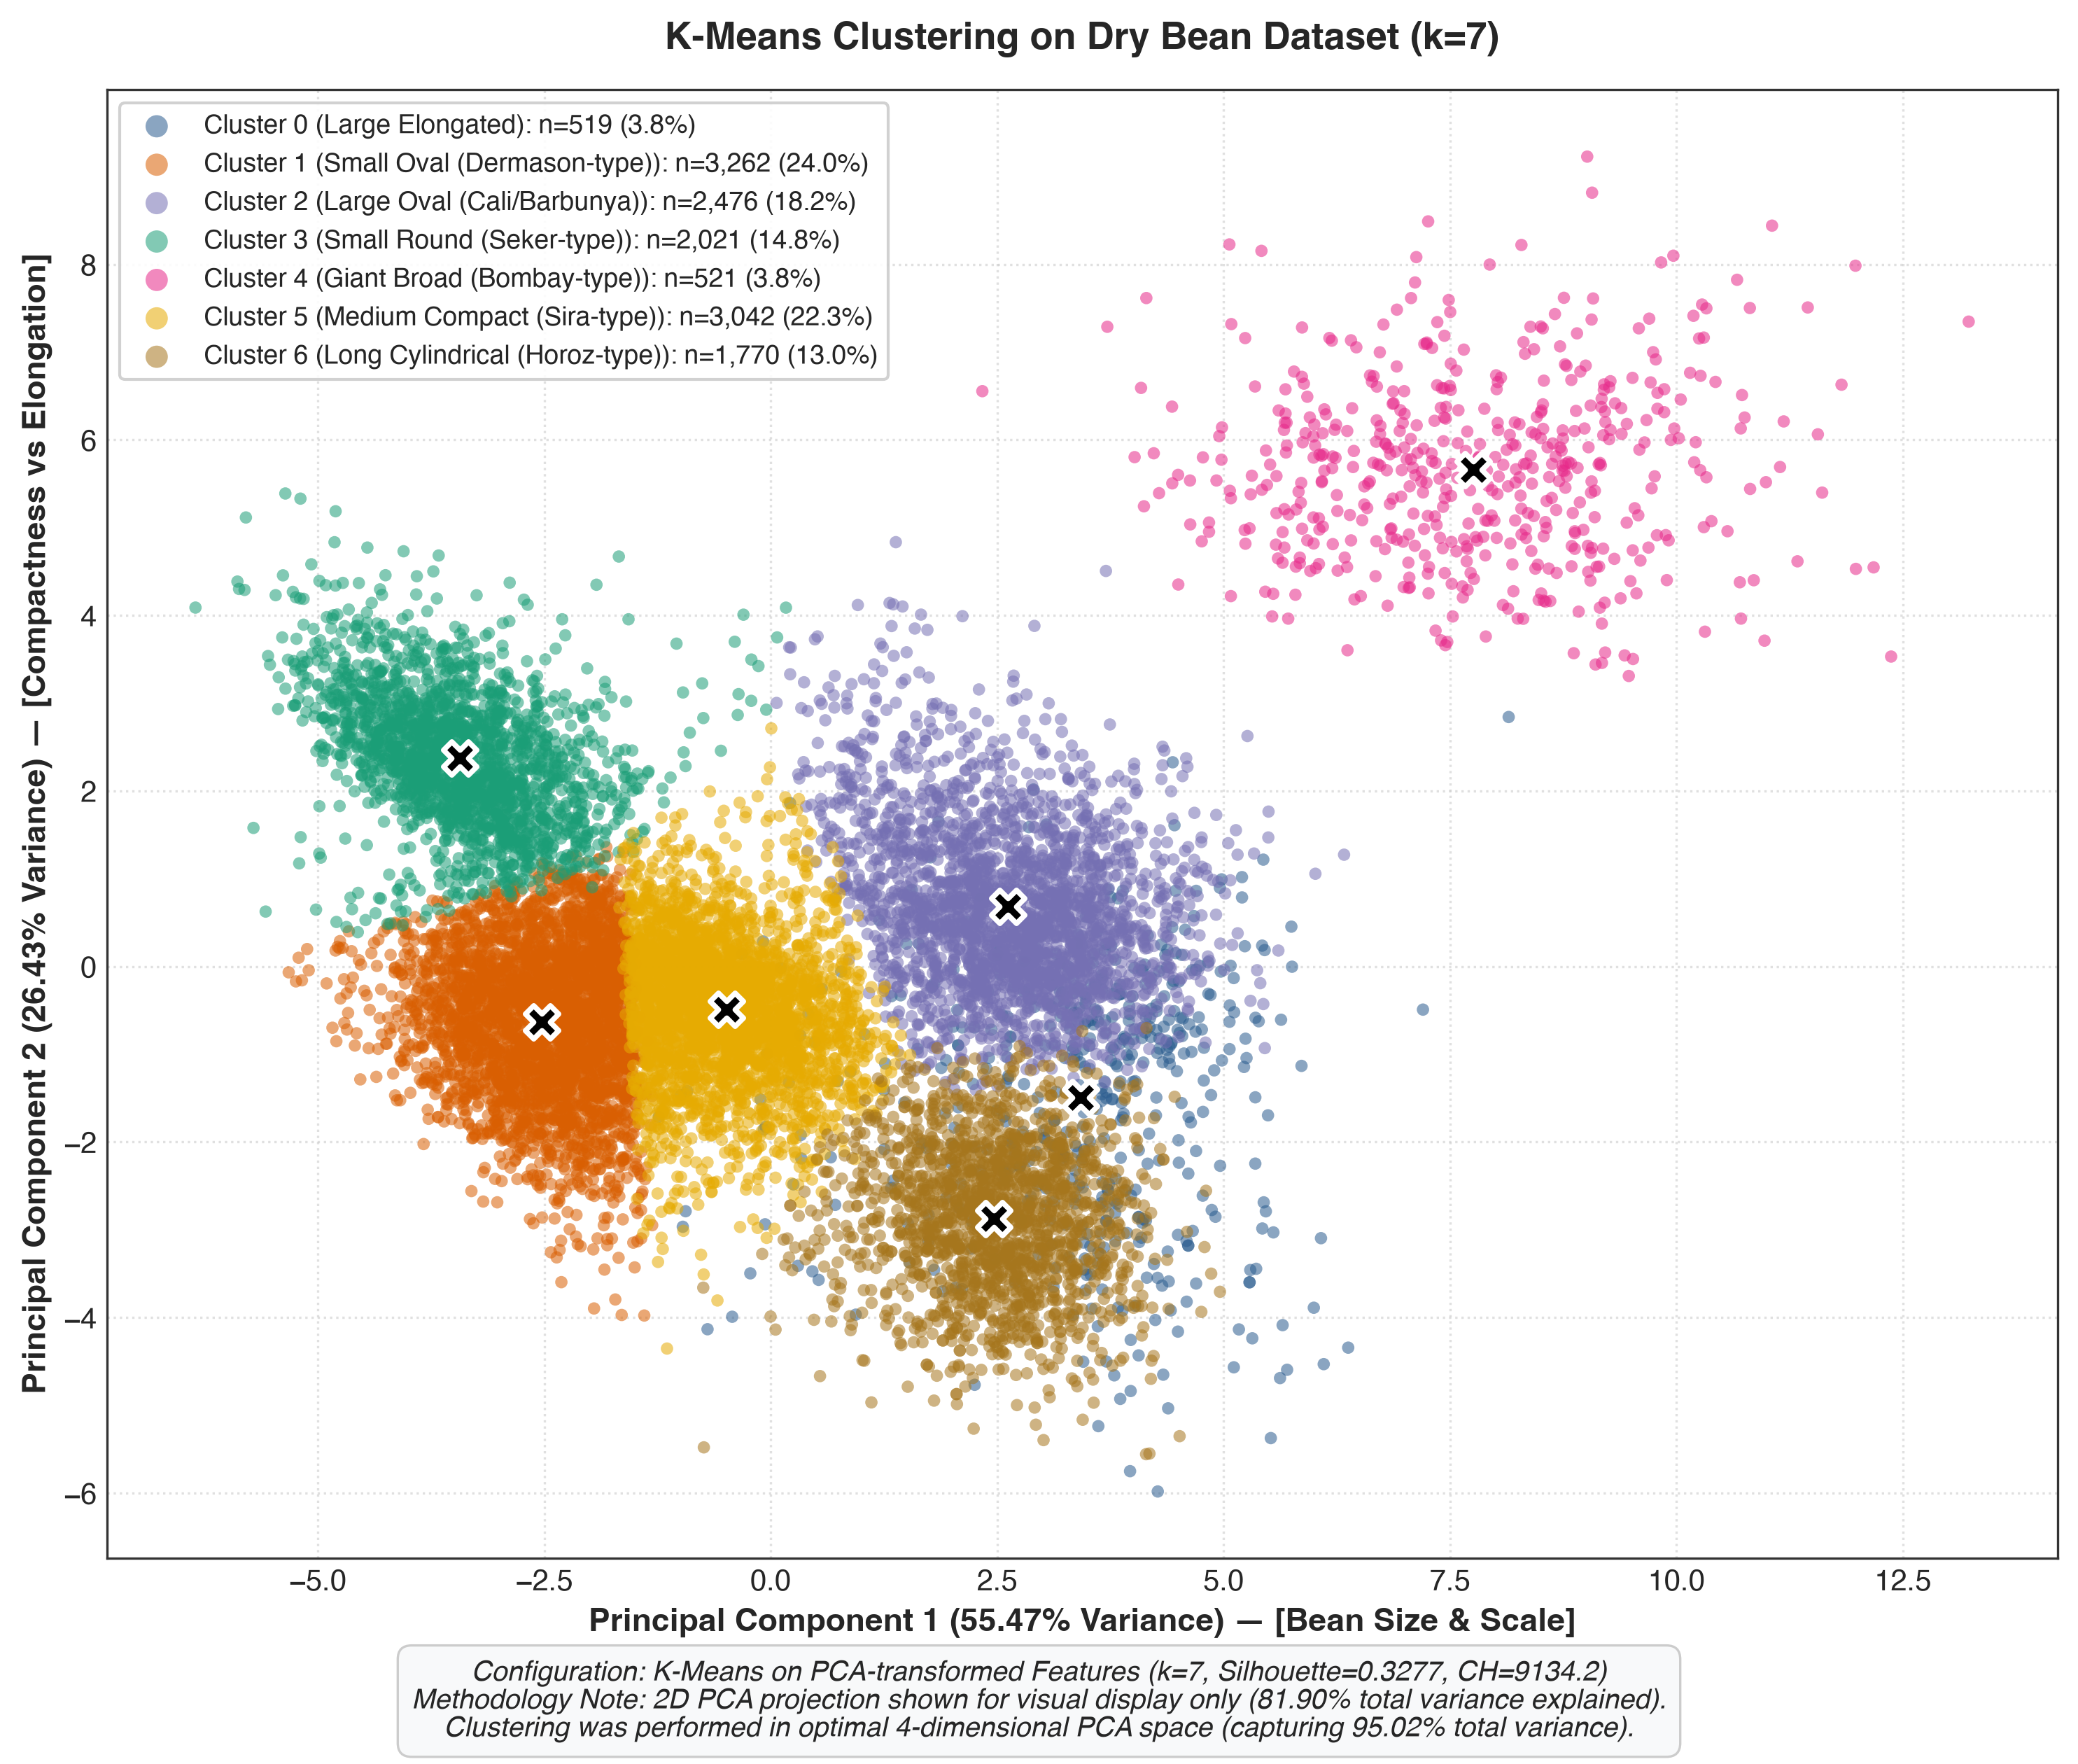 K-Means Clustering on Dry Bean Dataset (k=7)
Cluster 0 (Large Elongated): n=519 (3.8%)
Cluster 1 (Small Oval (Dermason-type)): n=3,262 (24.0%)
Cluster 2 (Large Oval (Cali/Barbunya)): n=2,476 (18.2%)
Cluster 3 (Small Round (Seker-type)): n=2,021 (14.8%)
Cluster 4 (Giant Broad (Bombay-type)): n=521 (3.8%)
Cluster 5 (Medium Compact (Sira-type)): n=3,042 (22.3%)
Cluster 6 (Long Cylindrical (Horoz-type)): n=1,770 (13.0%)
Principal Component 2 (26.43% Variance) — [Compactness vs Elongation]
8
6
4
2
0
−2
−4
−6
−5.0 −2.5 0.0 2.5 5.0 7.5 10.0 12.5
Principal Component 1 (55.47% Variance) — [Bean Size & Scale]
Configuration: K-Means on PCA-transformed Features (k=7, Silhouette=0.3277, CH=9134.2)
Methodology Note: 2D PCA projection shown for visual display only (81.90% total variance explained).
Clustering was performed in optimal 4-dimensional PCA space (capturing 95.02% total variance).